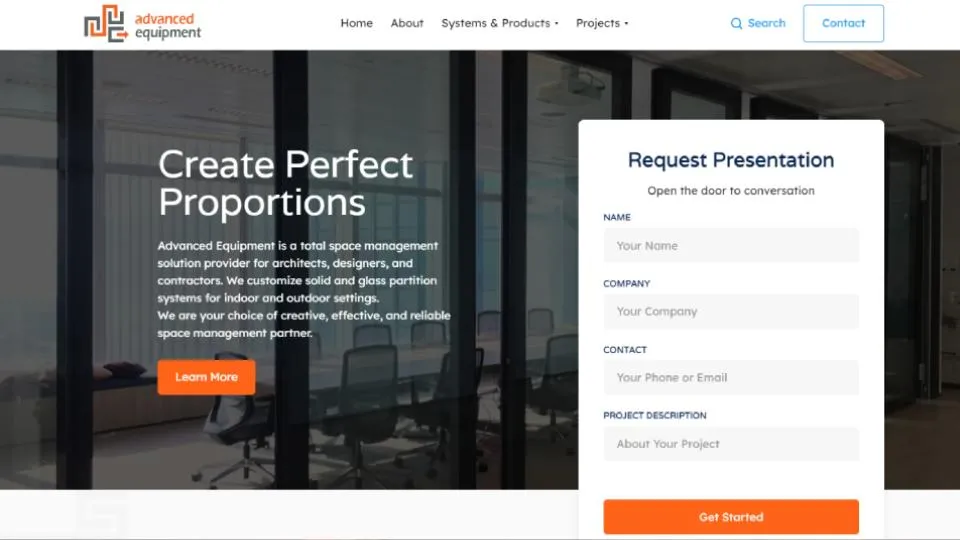 advanced
equipment
Home About Systems & Products Projects Search Contact
Create Perfect
Proportions
Advanced Equipment is a total space management
solution provider for architects, designers, and
contractors. We customize solid and glass partition
systems for indoor and outdoor settings.
We are your choice of creative, effective, and reliable
space management partner.
Learn More
Request Presentation
Open the door to conversation
NAME
Your Name
COMPANY
Your Company
CONTACT
Your Phone or Email
PROJECT DESCRIPTION
About Your Project
Get Started